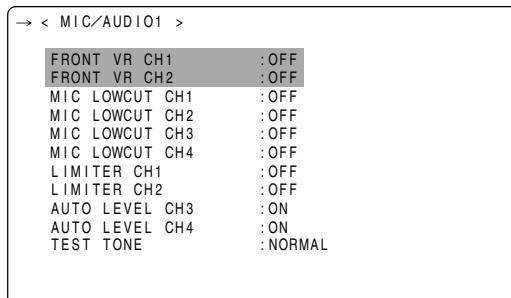 → < MIC/AUDIO1 >
FRONT VR CH1 :OFF
FRONT VR CH2 :OFF
MIC LOWCUT CH1 :OFF
MIC LOWCUT CH2 :OFF
MIC LOWCUT CH3 :OFF
MIC LOWCUT CH4 :OFF
LIMITER CH1 :OFF
LIMITER CH2 :OFF
AUTO LEVEL CH3 :ON
AUTO LEVEL CH4 :ON
TEST TONE :NORMAL